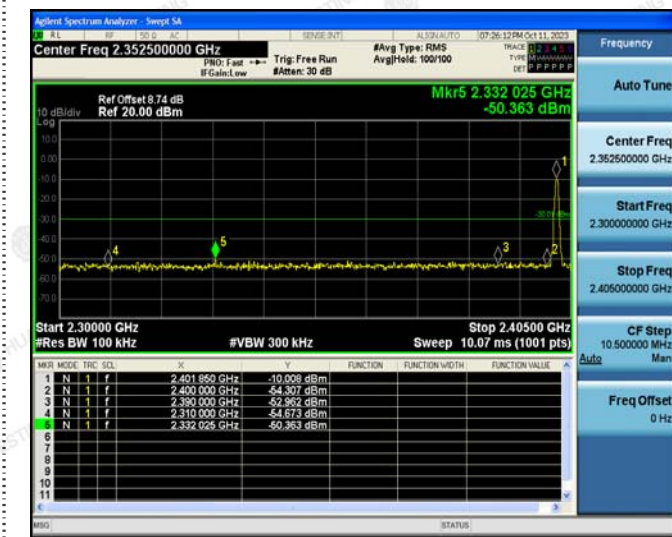 Agilent Spectrum Analyzer - Swept SA
RL RF 50 Ω AC SENSE:INT ALIGNAUTO 07:26:12 PM Oct 11, 2023
Center Freq 2.352500000 GHz
#Avg Type: RMS
TRACE 1 2 3 4 5 6
PNO: Fast Trig: Free Run Avg|Hold: 100/100
TYPE M
IFGain:Low #Atten: 30 dB
DET P P P P P P
Mkr5 2.332 025 GHz
-50.363 dBm
Ref Offset 8.74 dB
10 dB/div Ref 20.00 dBm
Log
10.0
0.00
-10.0
-20.0
-30.0
-40.0
-50.0
-60.0
-70.0
1
2
3
4
5
Start 2.30000 GHz Stop 2.40500 GHz
#Res BW 100 kHz #VBW 300 kHz Sweep 10.07 ms (1001 pts)
MKR MODE TRC SCL X Y FUNCTION FUNCTION WIDTH FUNCTION VALUE
1 N 1 f 2.401 850 GHz -10.008 dBm
2 N 1 f 2.400 000 GHz -54.307 dBm
3 N 1 f 2.390 000 GHz -52.962 dBm
4 N 1 f 2.310 000 GHz -54.673 dBm
5 N 1 f 2.332 025 GHz -50.363 dBm
6
7
8
9
10
11
MSG STATUS
Frequency
Auto Tune
Center Freq
2.352500000 GHz
Start Freq
2.300000000 GHz
Stop Freq
2.405000000 GHz
CF Step
10.500000 MHz
Auto Man
Freq Offset
0 Hz